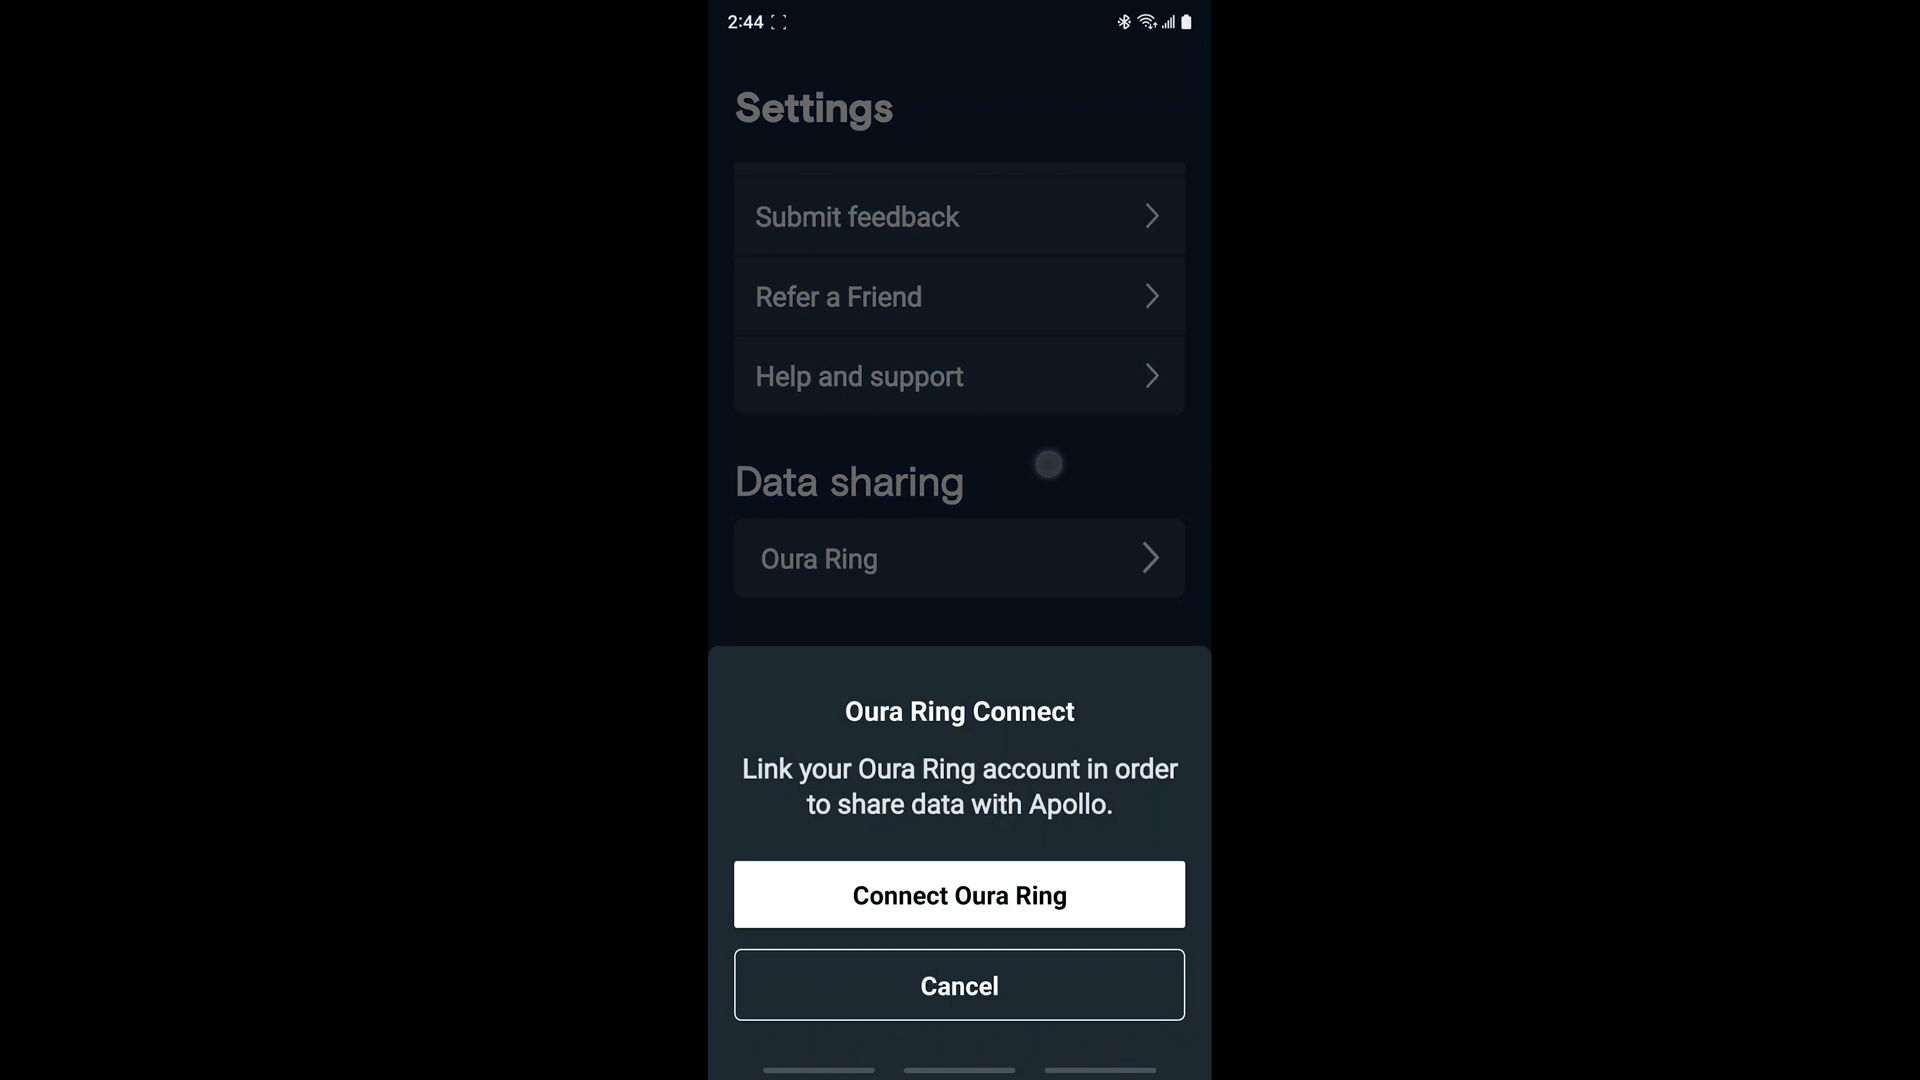 2:44
Settings
Submit feedback
Refer a Friend
Help and support
Data sharing
Oura Ring
Oura Ring Connect
Link your Oura Ring account in order
to share data with Apollo.
Connect Oura Ring
Cancel